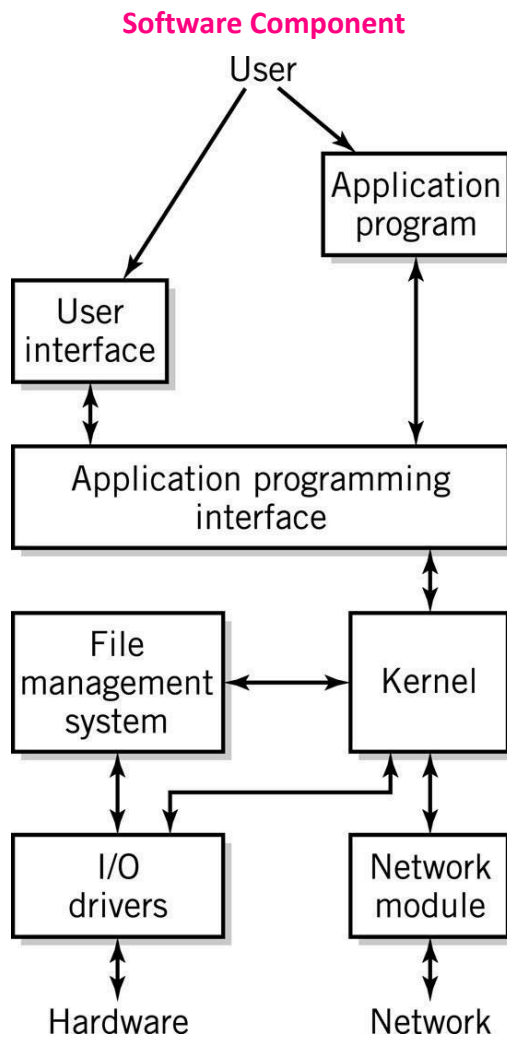 Software Component
User
Application
program
User
interface
Application programming
interface
File
management
system
Kernel
I/O
drivers
Network
module
Hardware
Network